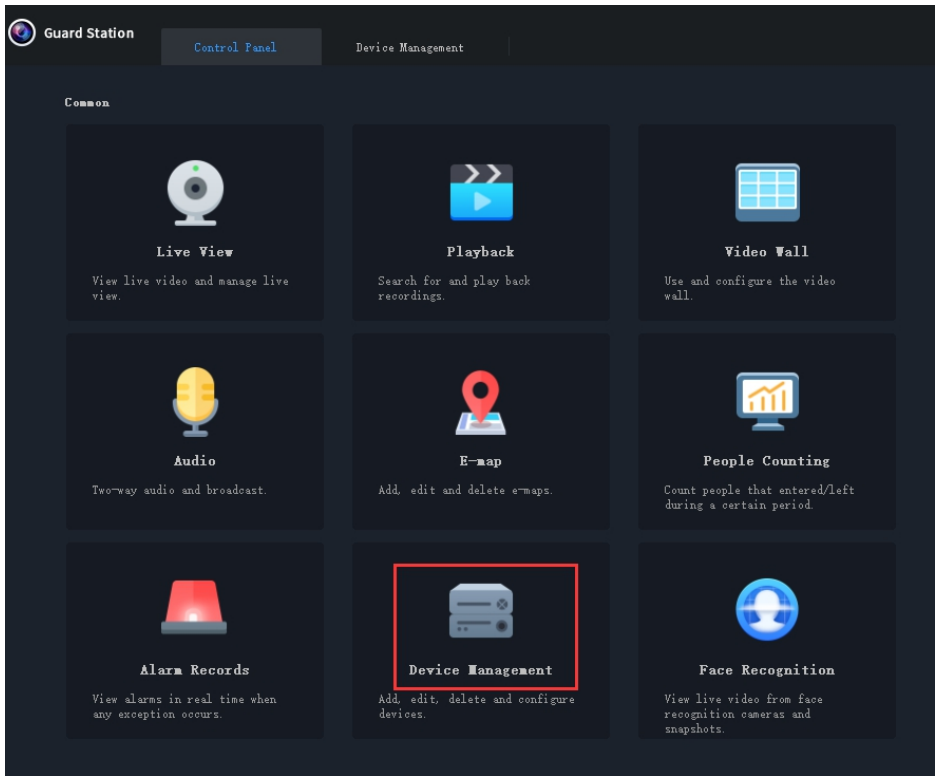 Guard Station
Control Panel
Device Management
Common
Live View
View live video and manage live
view.
Playback
Search for and play back
recordings.
Video Wall
Use and configure the video
wall.
Audio
Two-way audio and broadcast.
E-map
Add, edit and delete e-maps.
People Counting
Count people that entered/left
during a certain period.
Alarm Records
View alarms in real time when
any exception occurs.
Device Management
Add, edit, delete and configure
devices.
Face Recognition
View live video from face
recognition cameras and
snapshots.